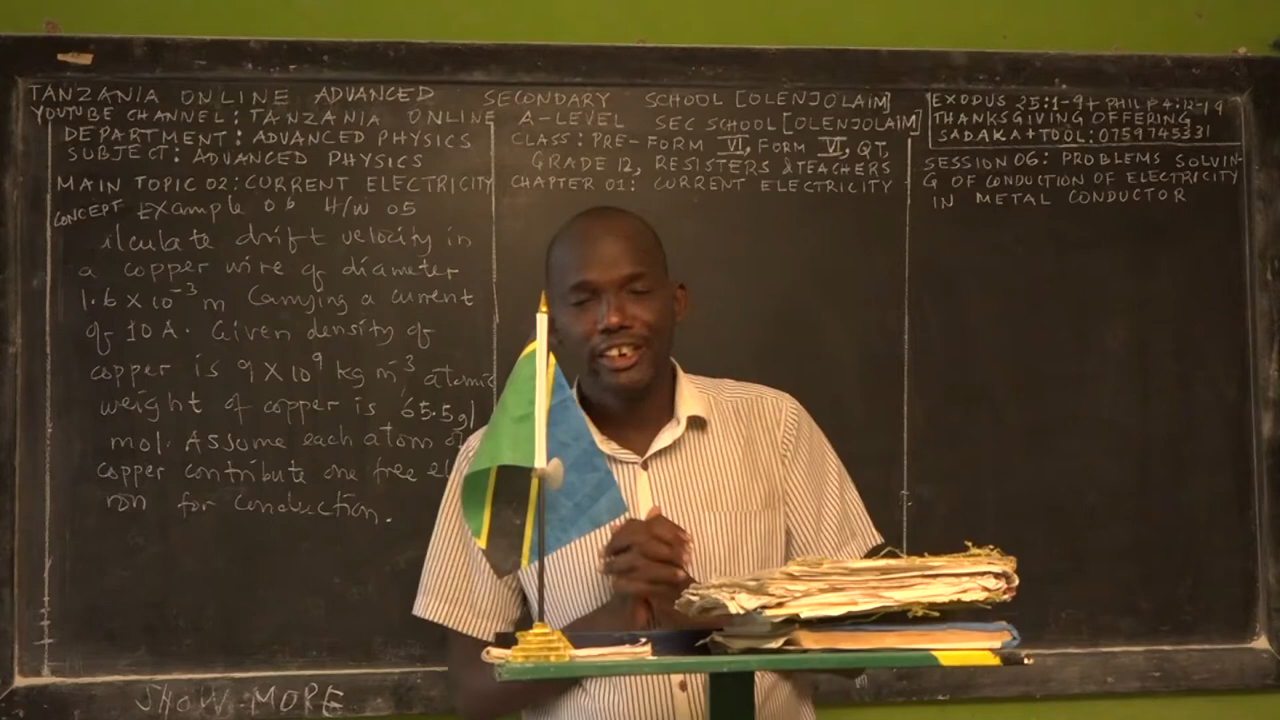 TANZANIA ONLINE ADVANCED SECONDARY SCHOOL [OLENJOLAIM]
YOUTUBE CHANNEL: TANZANIA ONLINE A-LEVEL SEC SCHOOL [OLENJOLAIM]
DEPARTMENT: ADVANCED PHYSICS
SUBJECT: ADVANCED PHYSICS
MAIN TOPIC 02: CURRENT ELECTRICITY
CONCEPT Example 06 H/W 05
lculate drift velocity in
a copper wire of diameter
1.6 X 10⁻³ m Carrying a current
of 10 A. Given density of
copper is 9 X 10⁹ kg m⁻³, atomic
weight of copper is 65.5g/
mol. Assume each atom of
copper contribute one free el
ron for conduction.
SHOW MORE
CLASS: PRE-FORM VI, FORM VI, QT,
GRADE 12, RESISTERS & TEACHERS
CHAPTER 01: CURRENT ELECTRICITY
EXODUS 25:1-9 + PHILP 4:12-19
THANKSGIVING OFFERING
SADAKA + TOOL: 0759745331
SESSION 06: PROBLEMS SOLVIN-
G OF CONDUCTION OF ELECTRICITY
IN METAL CONDUCTOR